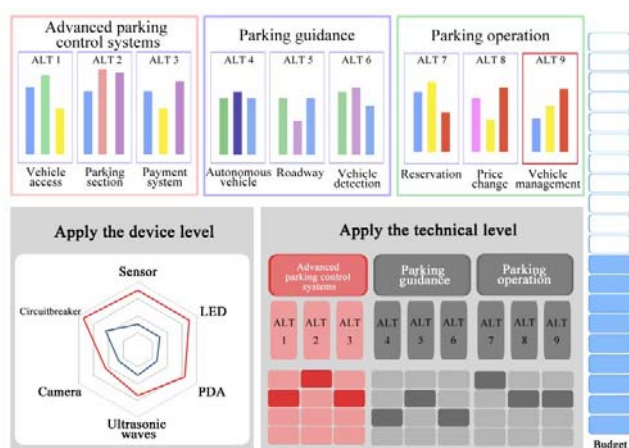 Advanced parking
control systems
Parking guidance
Parking operation
ALT 1
ALT 2
ALT 3
ALT 4
ALT 5
ALT 6
ALT 7
ALT 8
ALT 9
Vehicle
access
Parking
section
Payment
system
Autonomous
vehicle
Roadway
Vehicle
detection
Reservation
Price
change
Vehicle
management
Apply the device level
Sensor
LED
PDA
Ultrasonic
waves
Camera
Circuitbreaker
Apply the technical level
Advanced
parking control
systems
Parking
guidance
Parking
operation
ALT
1
ALT
2
ALT
3
ALT
4
ALT
5
ALT
6
ALT
7
ALT
8
ALT
9
Budget